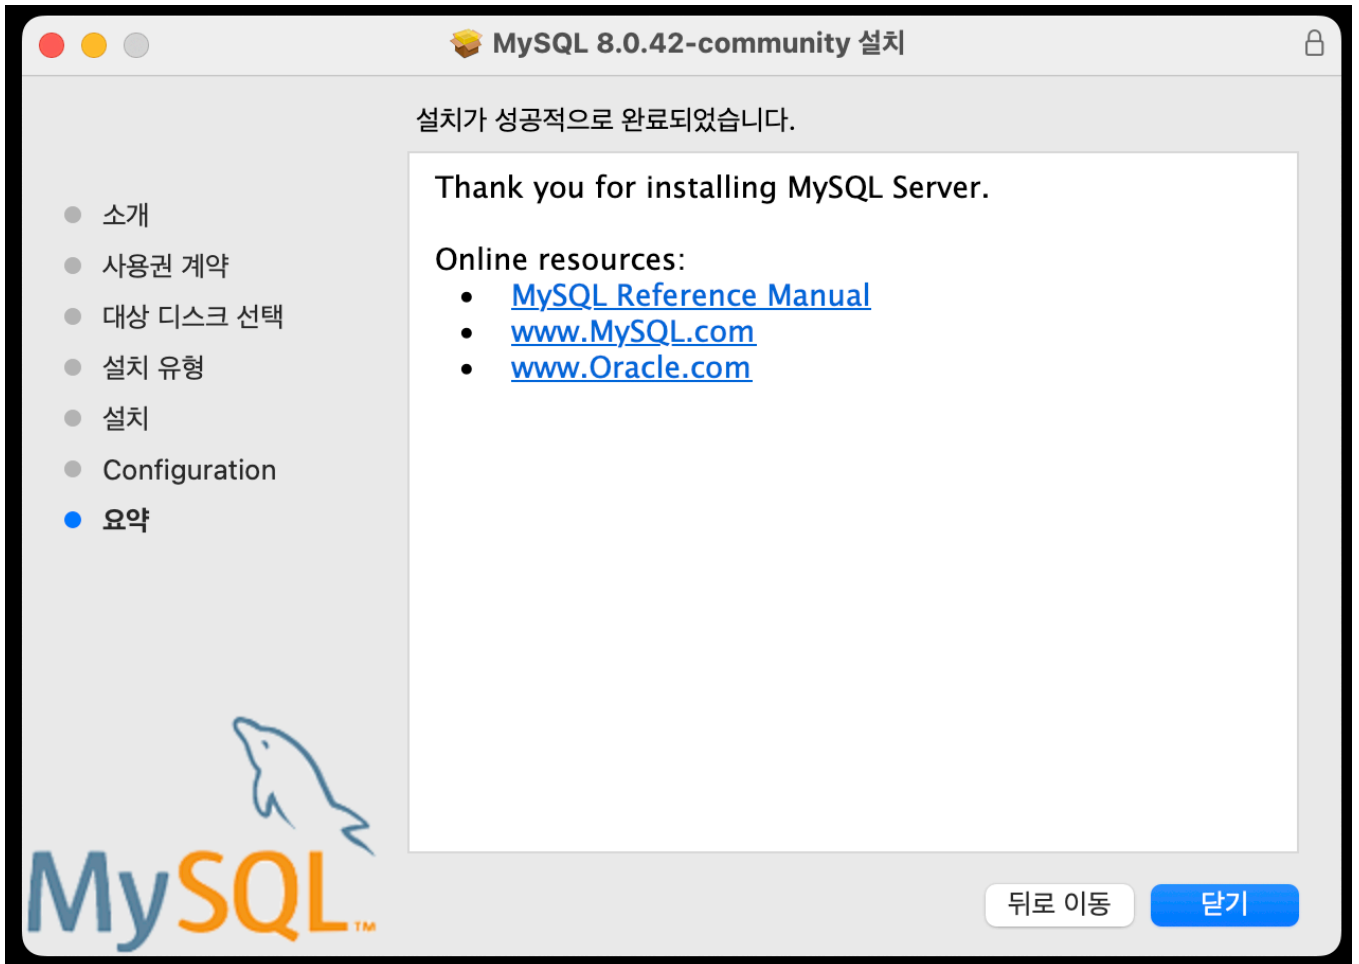 MySQL 8.0.42-community 설치
설치가 성공적으로 완료되었습니다.
소개
사용권 계약
대상 디스크 선택
설치 유형
설치
Configuration
요약
Thank you for installing MySQL Server.
Online resources:
• MySQL Reference Manual
• www.MySQL.com
• www.Oracle.com
MySQL™
뒤로 이동
닫기